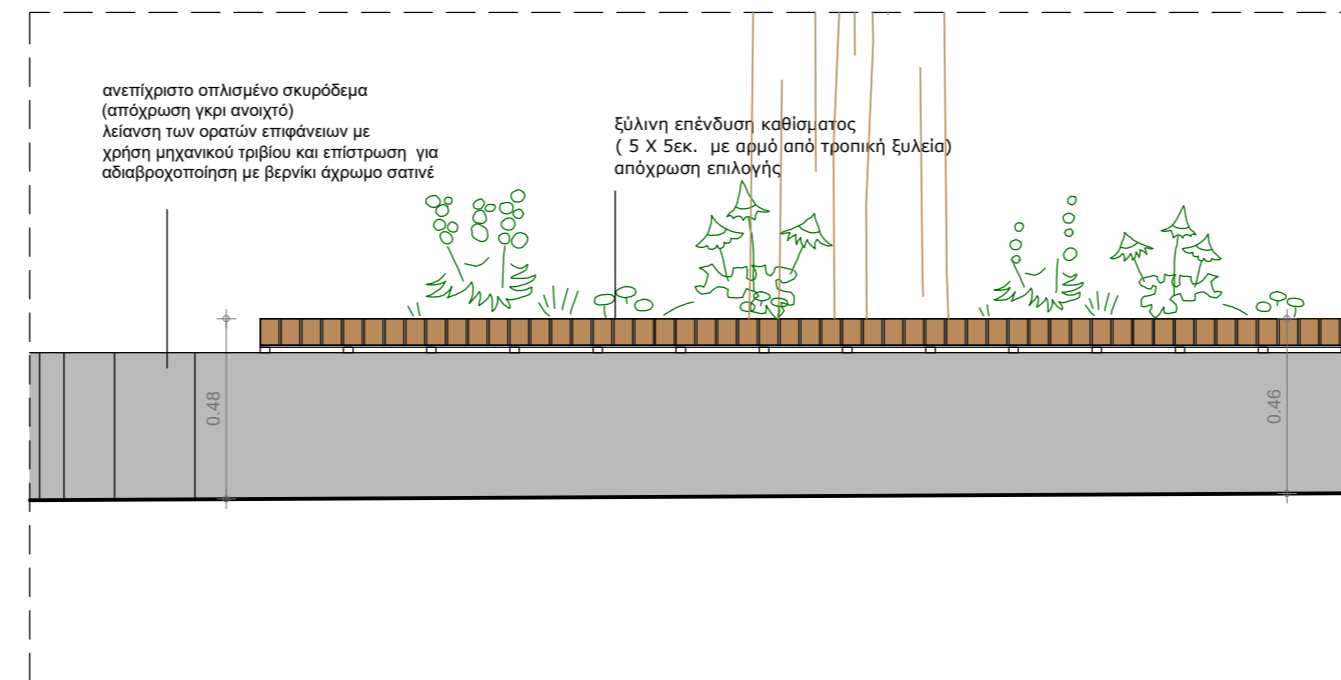 ανεπίχριστο οπλισμένο σκυρόδεμα
(απόχρωση γκρι ανοιχτό)
λείανση των ορατών επιφάνειων με
χρήση μηχανικού τριβίου και επίστρωση για
αδιαβροχοποίηση με βερνίκι άχρωμο σατινέ
ξύλινη επένδυση καθίσματος
( 5 Χ 5εκ. με αρμό από τροπική ξυλεία)
απόχρωση επιλογής
0.48
0.46